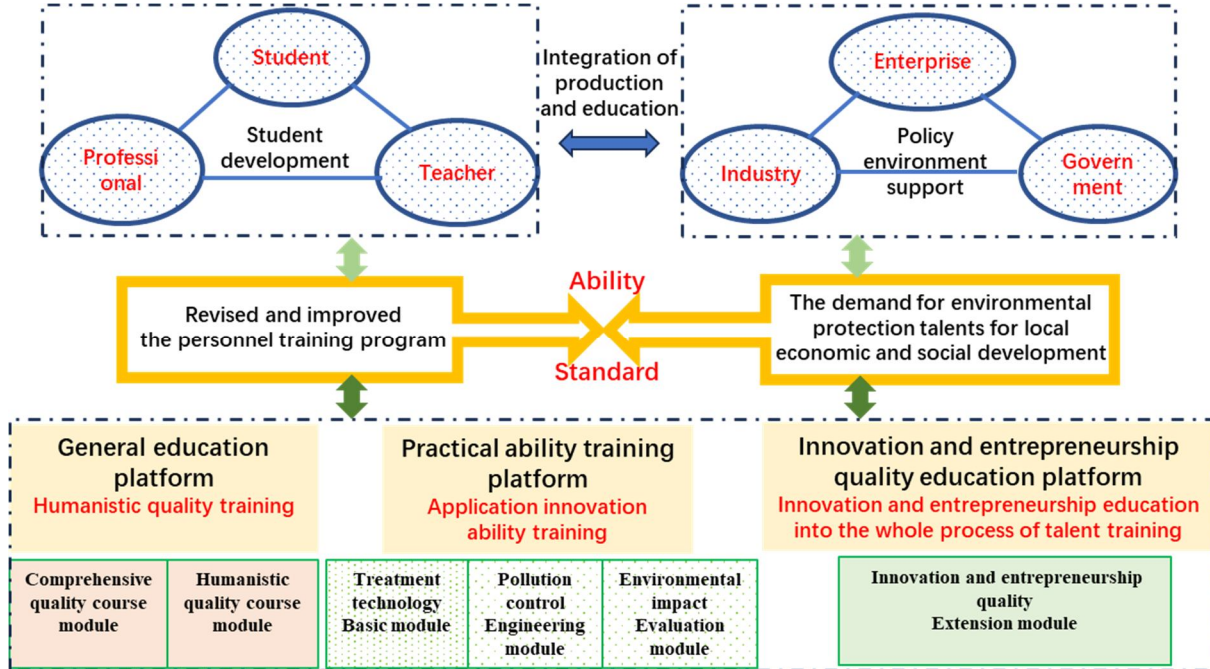 Student
Professi
onal
Student
development
Teacher
Integration of
production
and education
Enterprise
Industry
Policy
environment
support
Govern
ment
Revised and improved
the personnel training program
Ability
Standard
The demand for environmental
protection talents for local
economic and social development
General education
platform
Humanistic quality training
Practical ability training
platform
Application innovation
ability training
Innovation and entrepreneurship
quality education platform
Innovation and entrepreneurship education
into the whole process of talent training
Comprehensive
quality course
module
Humanistic
quality course
module
Treatment
technology
Basic module
Pollution
control
Engineering
module
Environmental
impact
Evaluation
module
Innovation and entrepreneurship
quality
Extension module